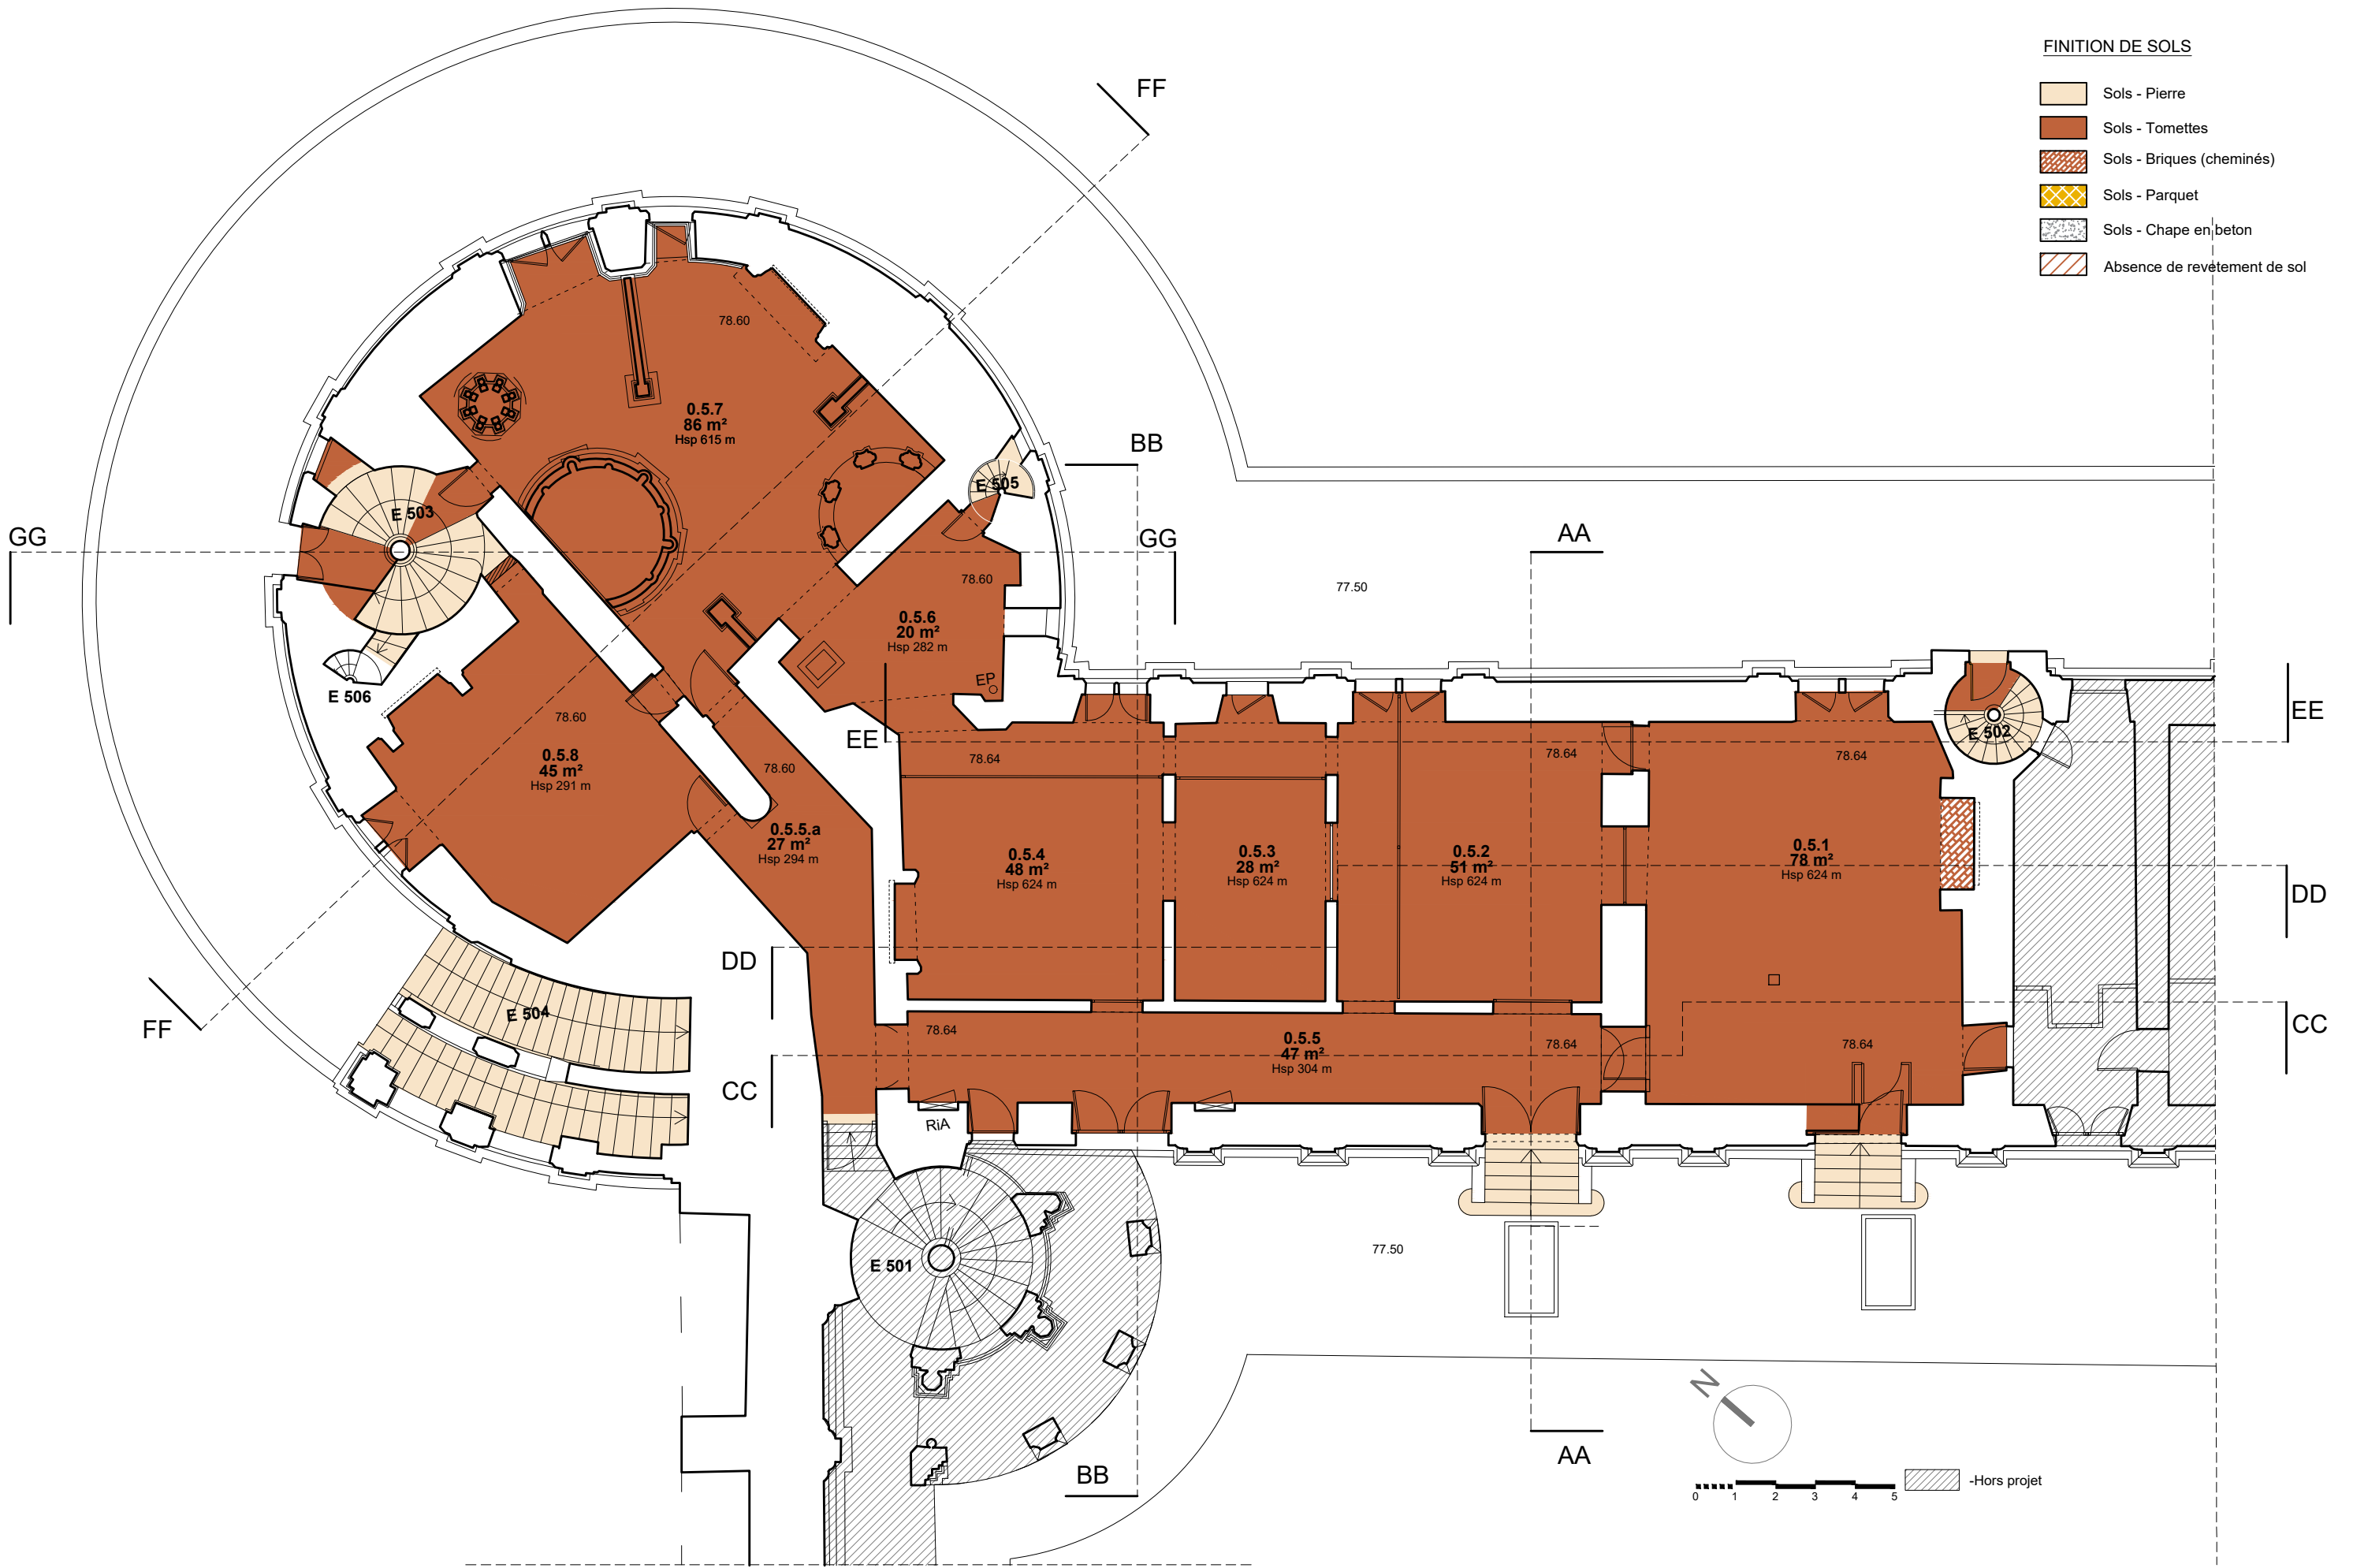 FINITION DE SOLS
Sols - Pierre
Sols - Tomettes
Sols - Briques (cheminés)
Sols - Parquet
Sols - Chape en beton
Absence de revetement de sol
FF
BB
GG
GG
AA
77.50
78.60
0.5.7
86 m²
Hsp 615 m
E 503
E 505
78.60
0.5.6
20 m²
Hsp 282 m
EP
E 506
78.60
0.5.8
45 m²
Hsp 291 m
78.60
0.5.5.a
27 m²
Hsp 294 m
EE
EE
78.64
78.64
78.64
E 502
0.5.4
48 m²
Hsp 624 m
0.5.3
28 m²
Hsp 624 m
0.5.2
51 m²
Hsp 624 m
0.5.1
78 m²
Hsp 624 m
DD
DD
FF
E 504
CC
CC
78.64
0.5.5
47 m²
Hsp 304 m
78.64
78.64
RiA
E 501
77.50
N
AA
BB
0 1 2 3 4 5
-Hors projet